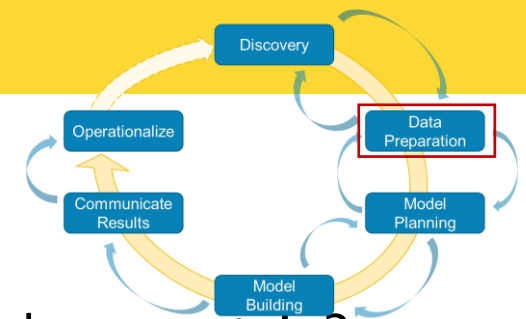 Discovery
Operationalize
Data
Preparation
Communicate
Results
Model
Planning
Model
Building